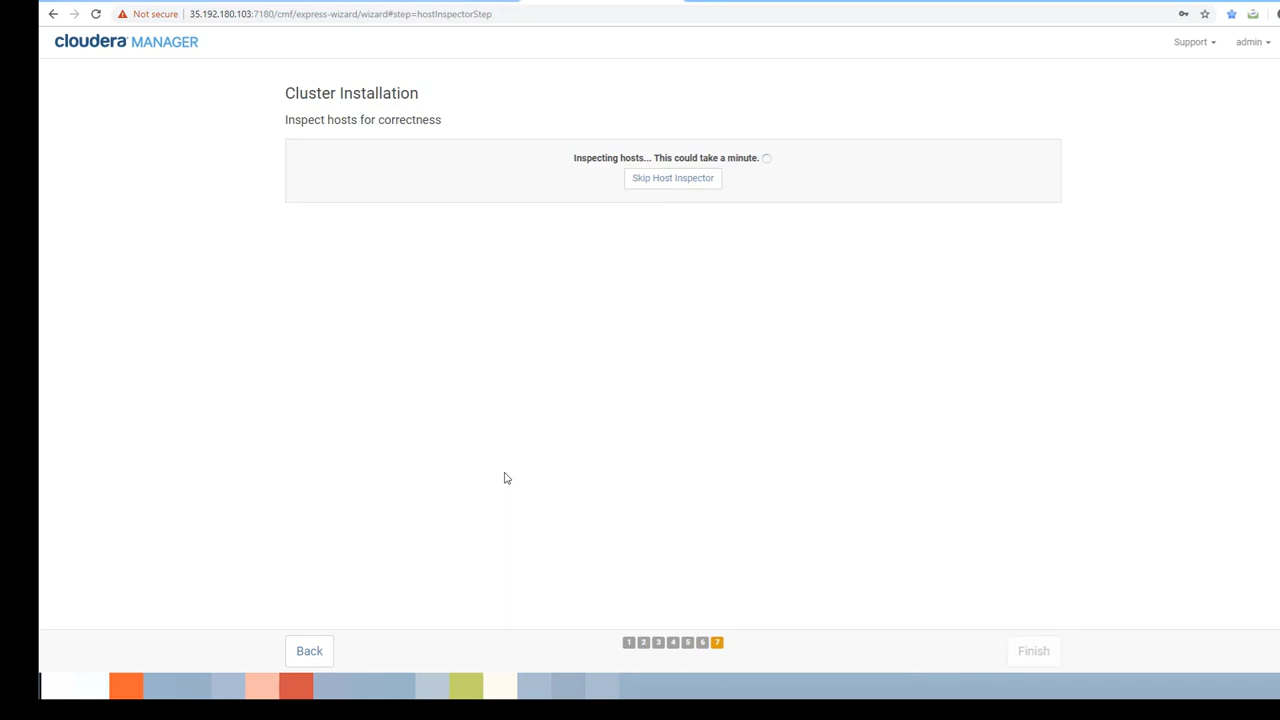 Not secure 35.192.180.103:7180/cmf/express-wizard/wizard#step=hostInspectorStep
cloudera MANAGER
Support admin
Cluster Installation
Inspect hosts for correctness
Inspecting hosts... This could take a minute.
Skip Host Inspector
Back 1 2 3 4 5 6 7 Finish